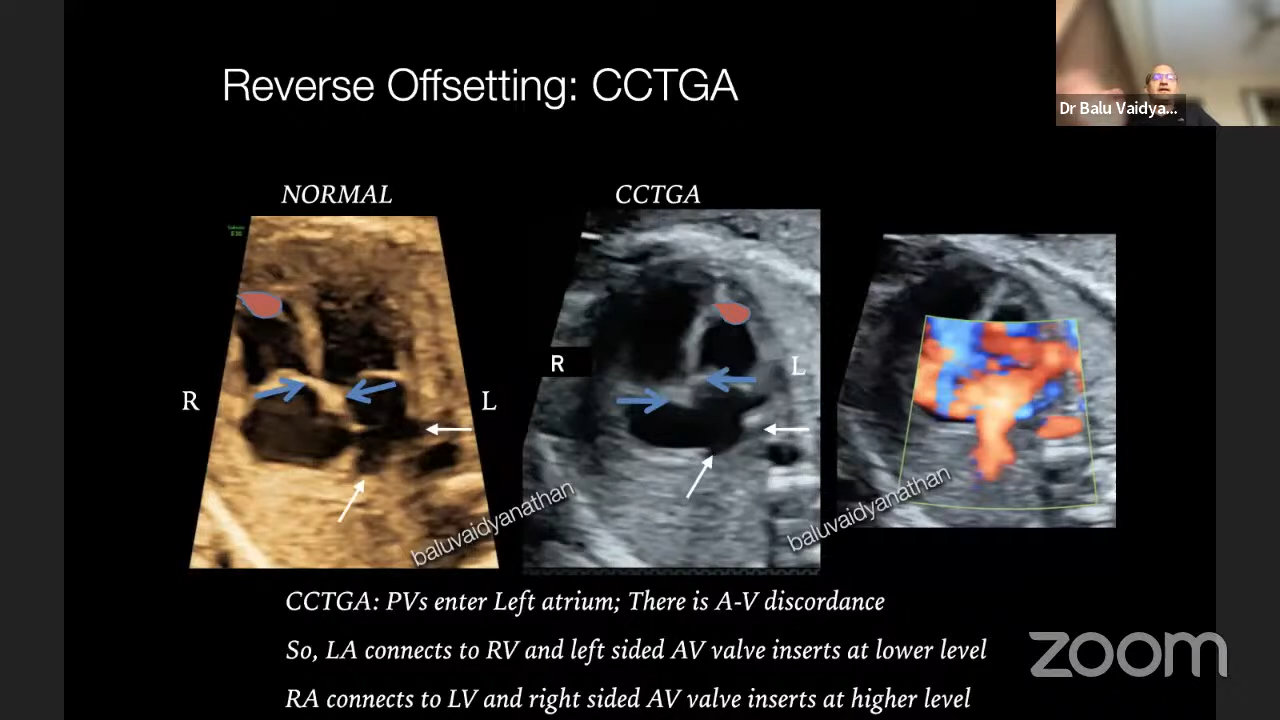 Reverse Offsetting: CCTGA
Dr Balu Vaidya...
NORMAL
CCTGA
R
L
R
L
baluvaidyanathan
baluvaidyanathan
CCTGA: PVs enter Left atrium; There is A-V discordance
So, LA connects to RV and left sided AV valve inserts at lower level
RA connects to LV and right sided AV valve inserts at higher level
zoom